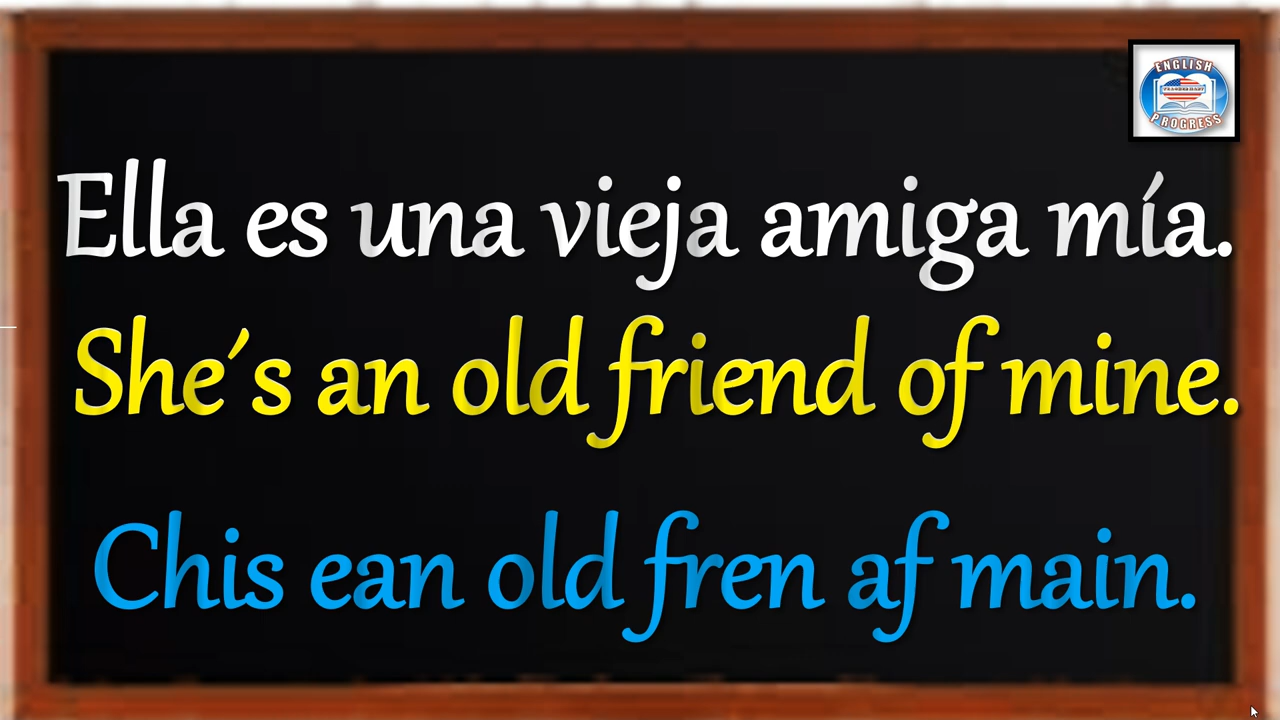 ENGLISH
PROGRESS
Ella es una vieja amiga mía.
She´s an old friend of mine.
Chis ean old fren af main.